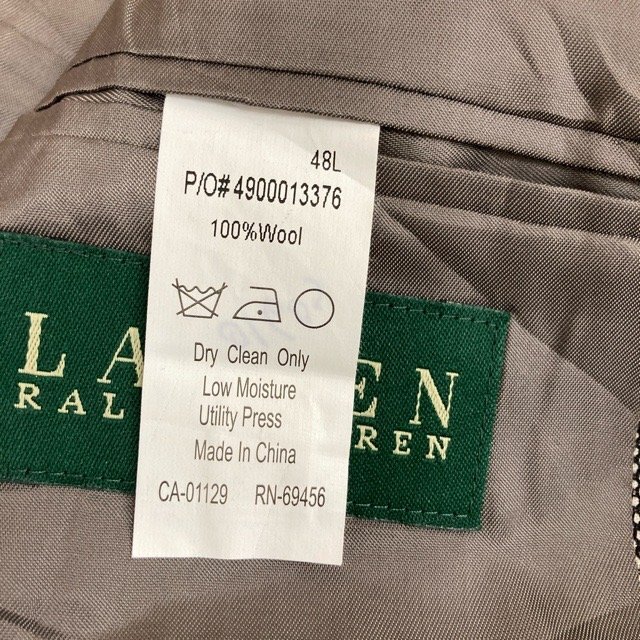 48L
P/O# 4900013376
100%Wool
Dry Clean Only
Low Moisture
Utility Press
Made In China
CA-01129 RN-69456
LA EN
RAL REN